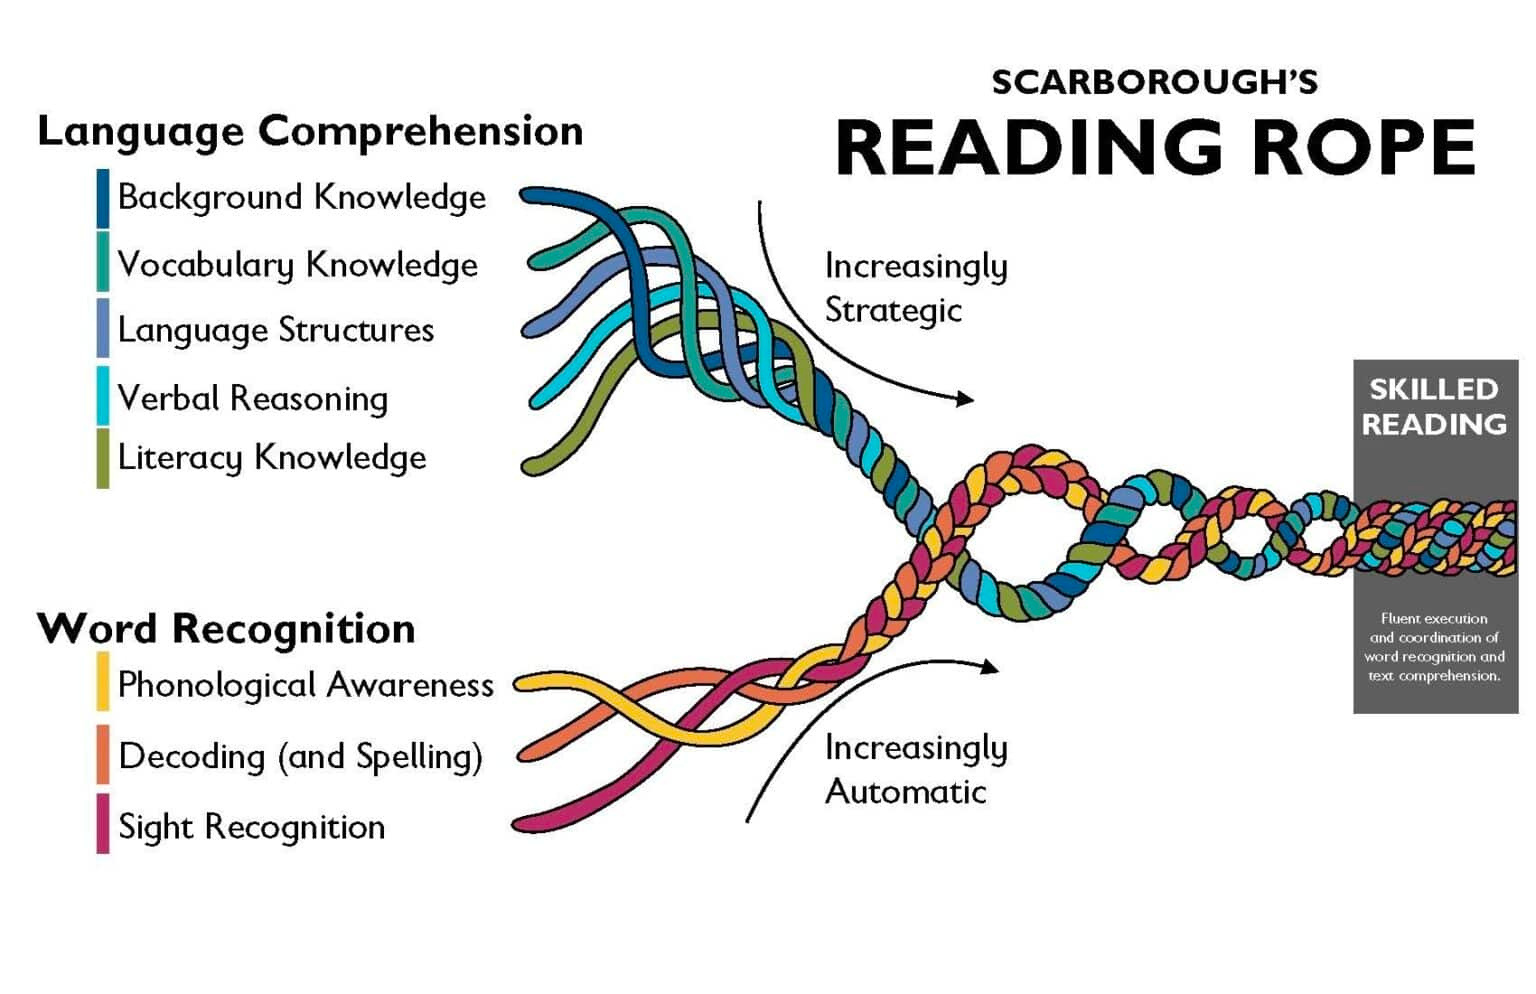 SCARBOROUGH'S
READING ROPE
Language Comprehension
Background Knowledge
Vocabulary Knowledge
Language Structures
Verbal Reasoning
Literacy Knowledge
Increasingly
Strategic
SKILLED
READING
Fluent execution
and coordination of
word recognition and
text comprehension.
Word Recognition
Phonological Awareness
Decoding (and Spelling)
Sight Recognition
Increasingly
Automatic